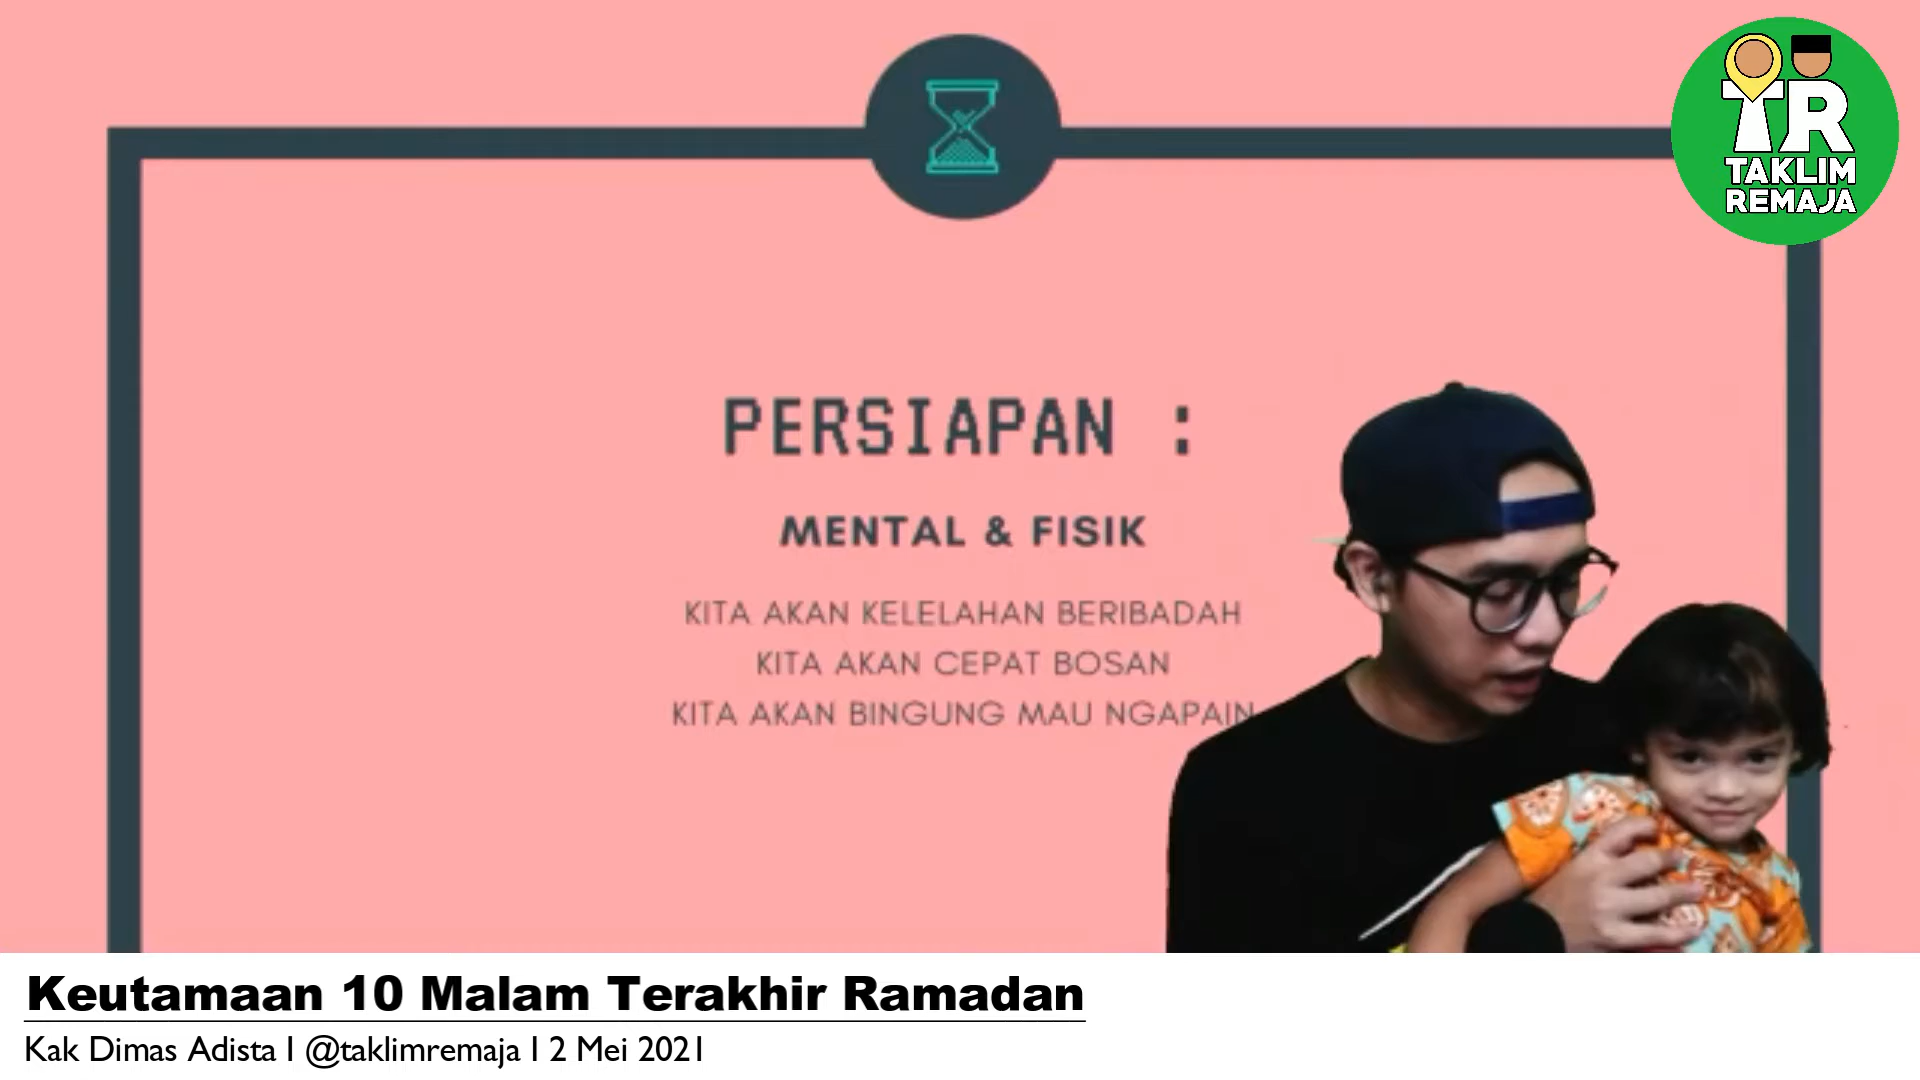 TR
TAKLIM
REMAJA
PERSIAPAN :
MENTAL & FISIK
KITA AKAN KELELAHAN BERIBADAH
KITA AKAN CEPAT BOSAN
KITA AKAN BINGUNG MAU NGAPAIN
Keutamaan 10 Malam Terakhir Ramadan
Kak Dimas Adista I @taklimremaja I 2 Mei 2021